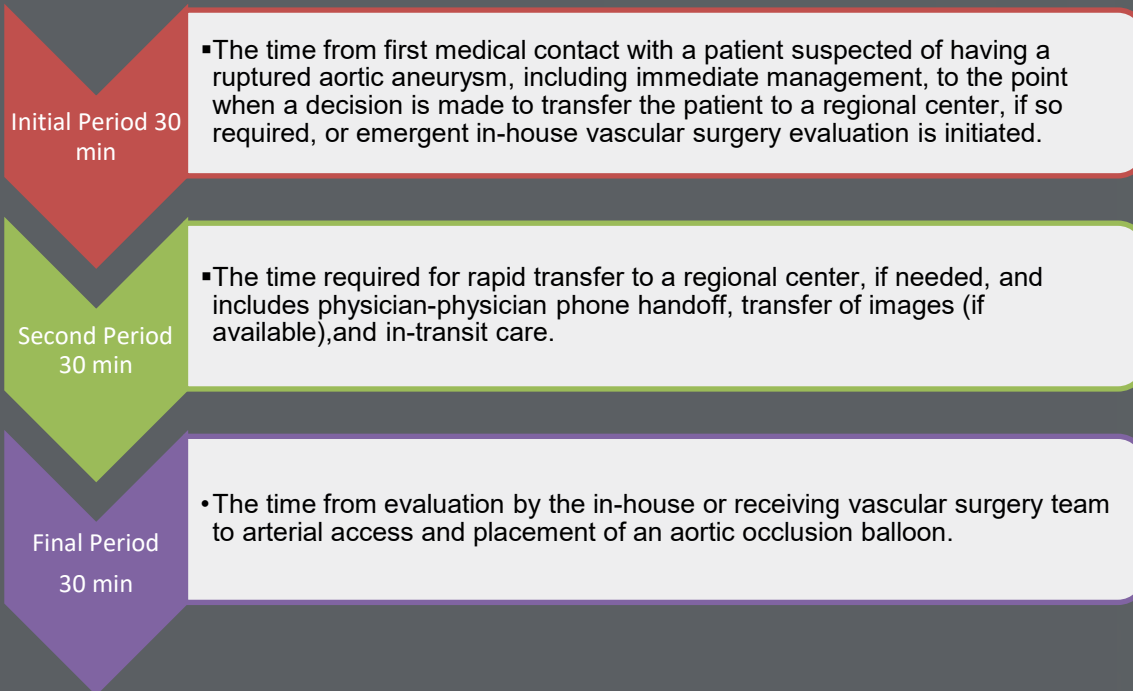 Initial Period 30
min
▪The time from first medical contact with a patient suspected of having a
ruptured aortic aneurysm, including immediate management, to the point
when a decision is made to transfer the patient to a regional center, if so
required, or emergent in-house vascular surgery evaluation is initiated.
Second Period
30 min
▪The time required for rapid transfer to a regional center, if needed, and
includes physician-physician phone handoff, transfer of images (if
available),and in-transit care.
Final Period
30 min
•The time from evaluation by the in-house or receiving vascular surgery team
to arterial access and placement of an aortic occlusion balloon.